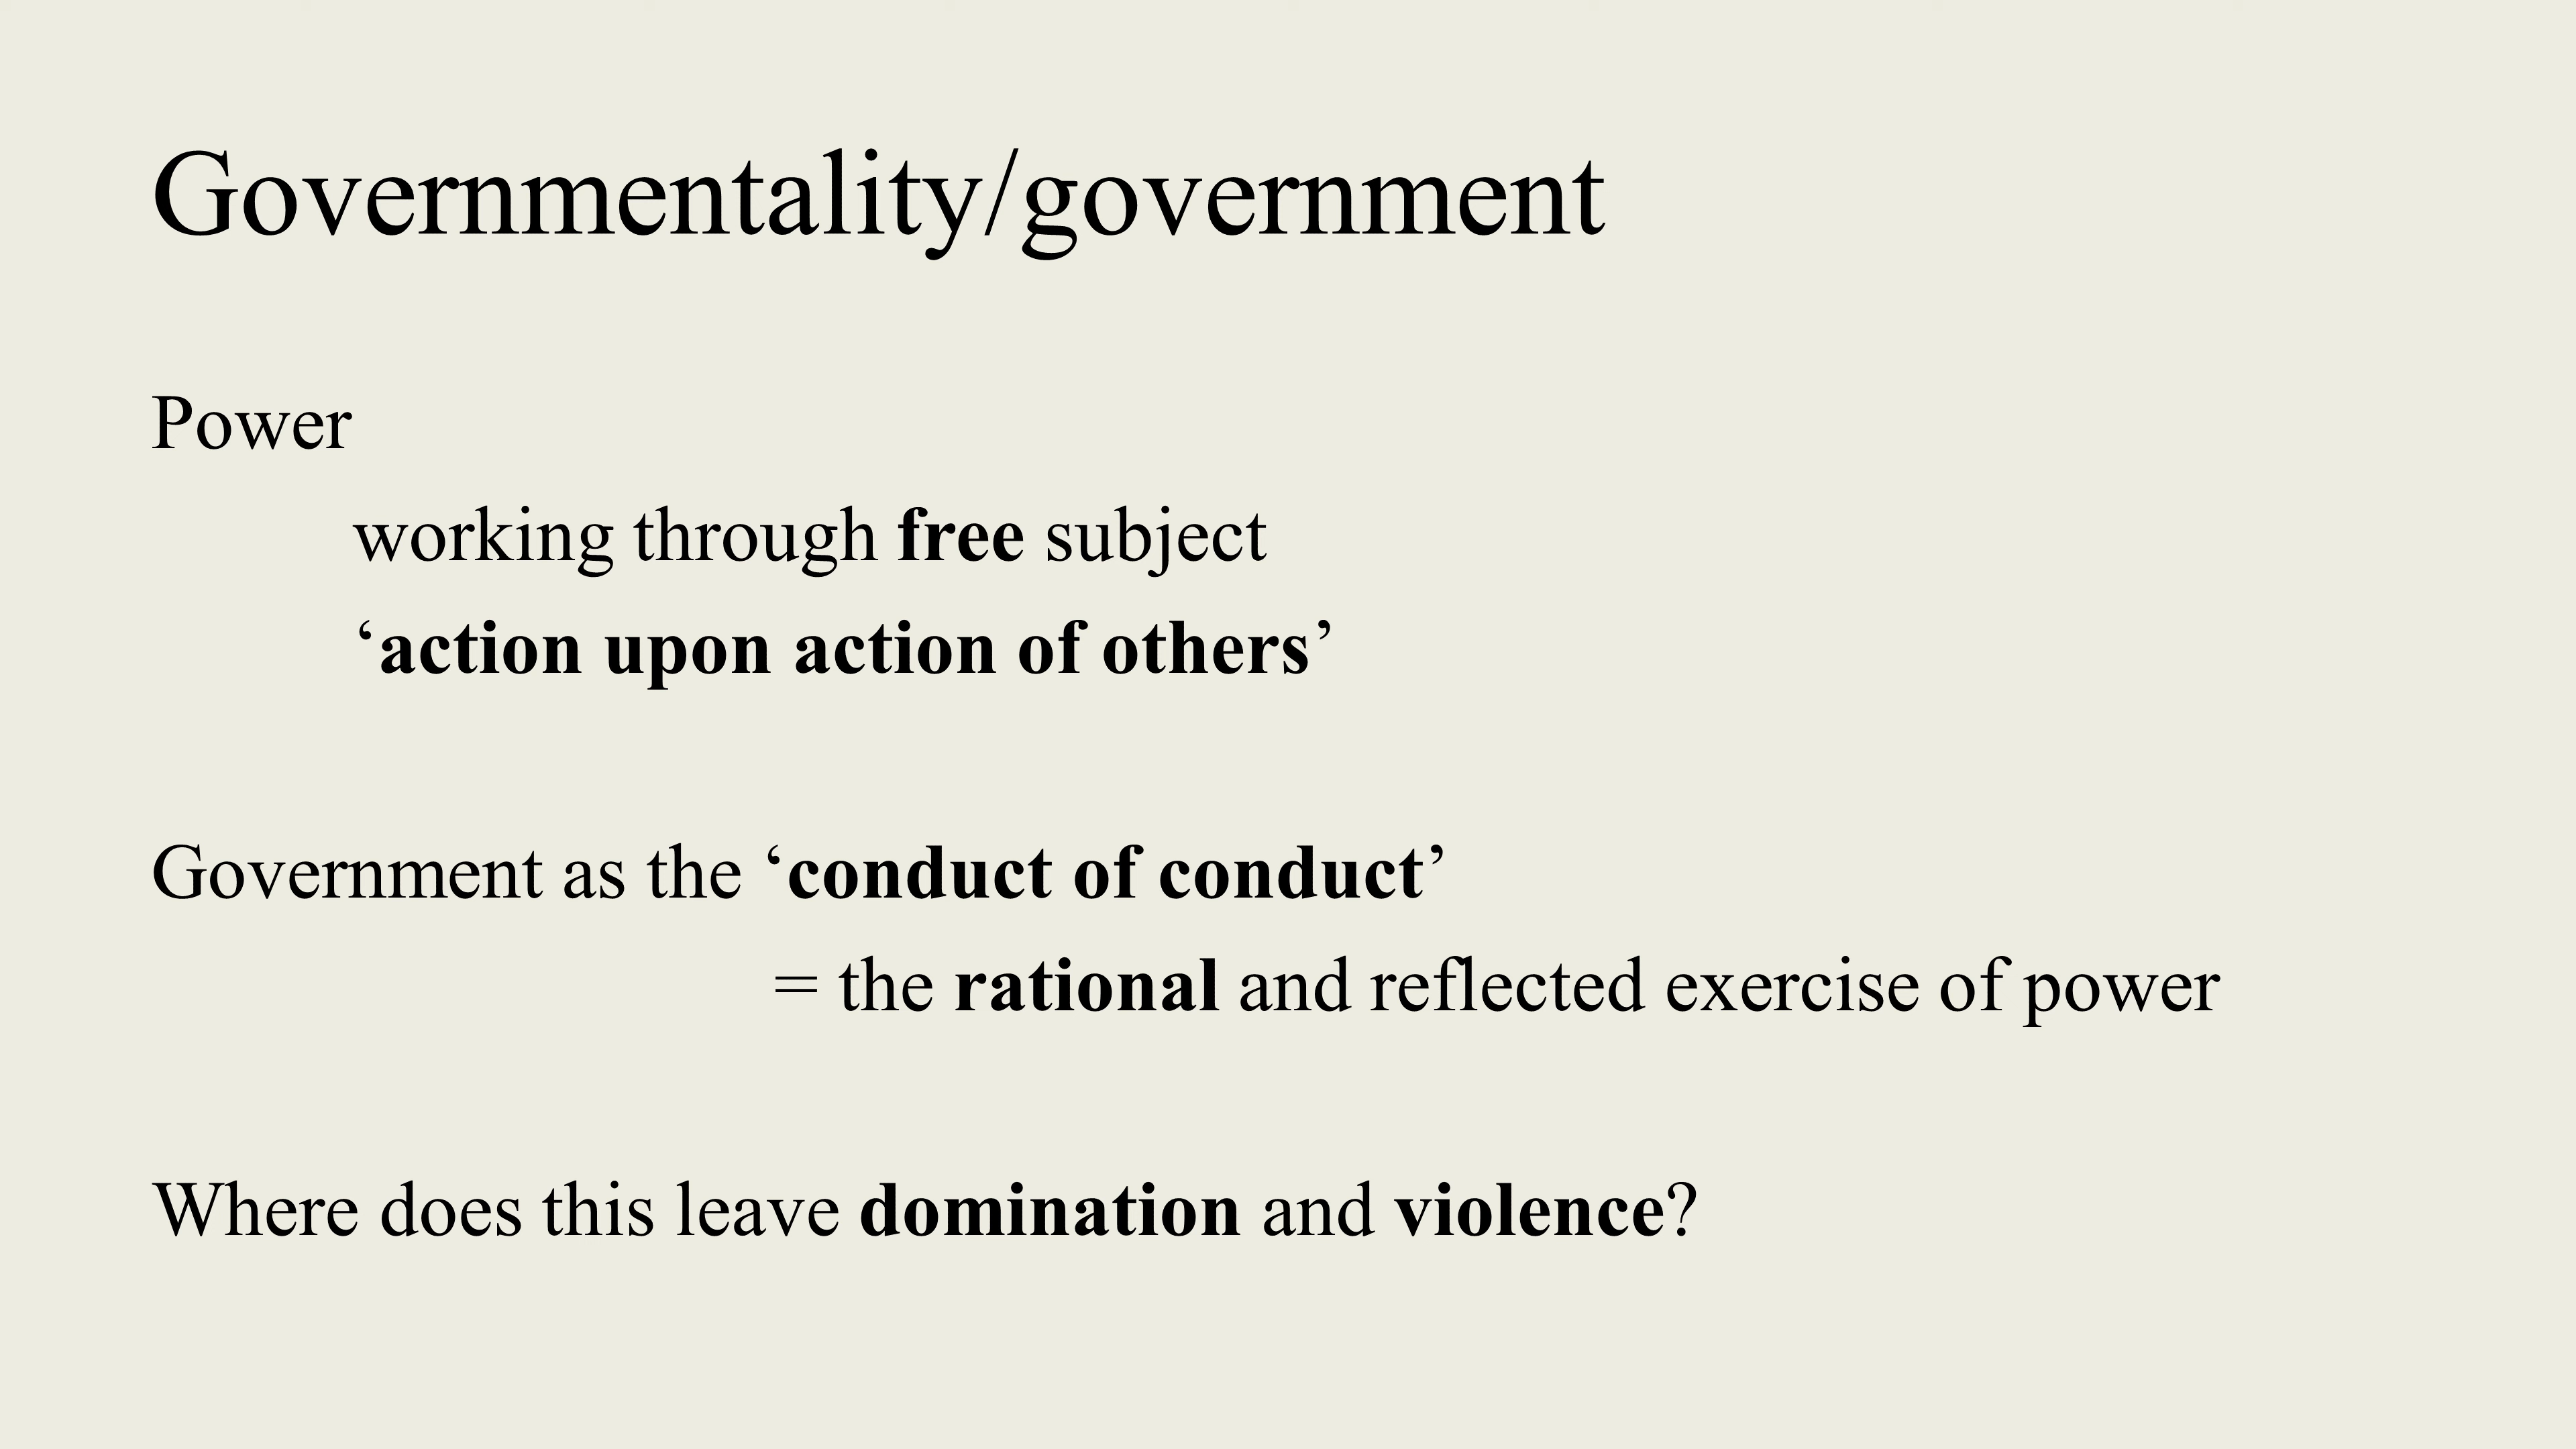 Governmentality/government
Power
working through free subject
‘action upon action of others’
Government as the ‘conduct of conduct’
= the rational and reflected exercise of power
Where does this leave domination and violence?